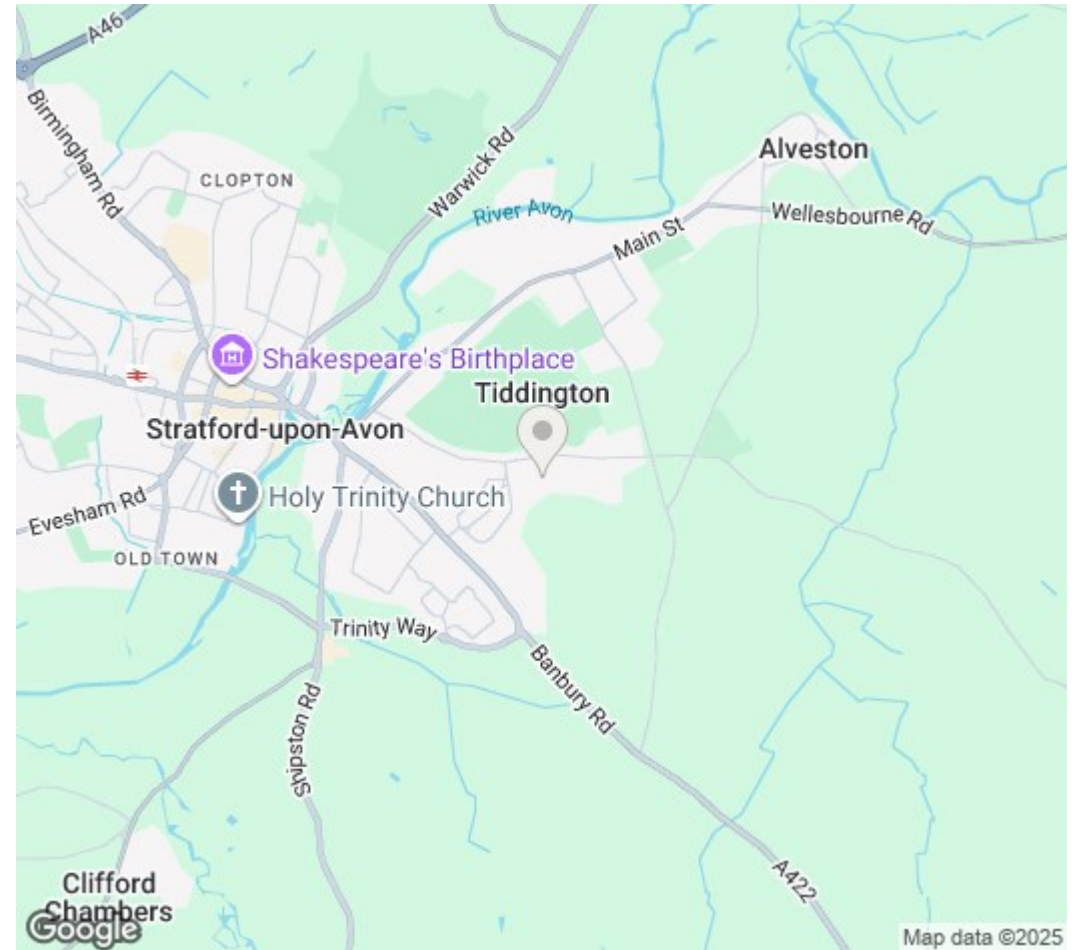 A46
Birmingham Rd
CLOPTON
Warwick Rd
River Avon
Alveston
Wellesbourne Rd
Main St
Shakespeare's Birthplace
Tiddington
Stratford-upon-Avon
Holy Trinity Church
Evesham Rd
OLD TOWN
Trinity Way
Banbury Rd
Shipston Rd
A422
Clifford
Chambers
Google
Map data ©2025